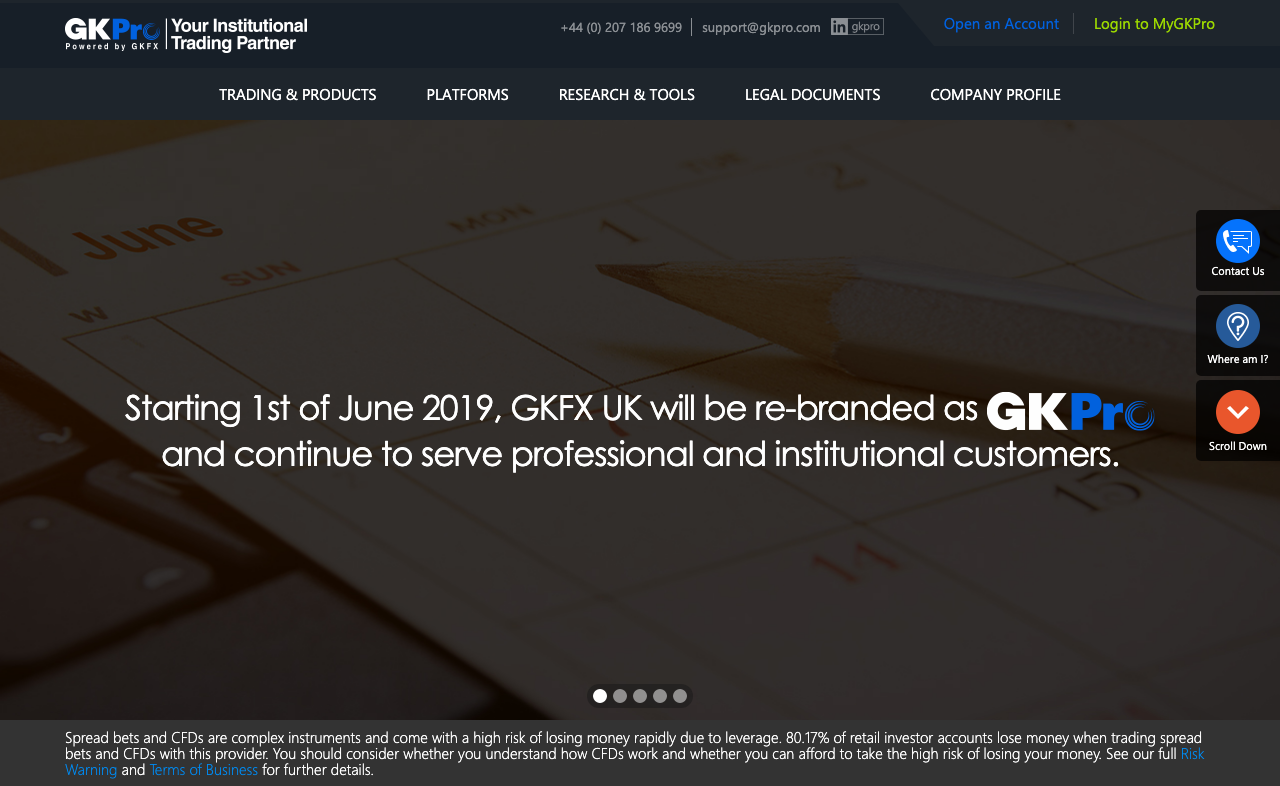 GKPro
Powered by GKFX
Your Institutional
Trading Partner
+44 (0) 207 186 9699
support@gkpro.com
in gkpro
Open an Account
Login to MyGKPro
TRADING & PRODUCTS
PLATFORMS
RESEARCH & TOOLS
LEGAL DOCUMENTS
COMPANY PROFILE
June
SUN
MON
W
1
2
Contact Us
Where am I?
Scroll Down
Starting 1st of June 2019, GKFX UK will be re-branded as GKPro
and continue to serve professional and institutional customers.
15
14
Spread bets and CFDs are complex instruments and come with a high risk of losing money rapidly due to leverage. 80.17% of retail investor accounts lose money when trading spread
bets and CFDs with this provider. You should consider whether you understand how CFDs work and whether you can afford to take the high risk of losing your money. See our full Risk
Warning and Terms of Business for further details.